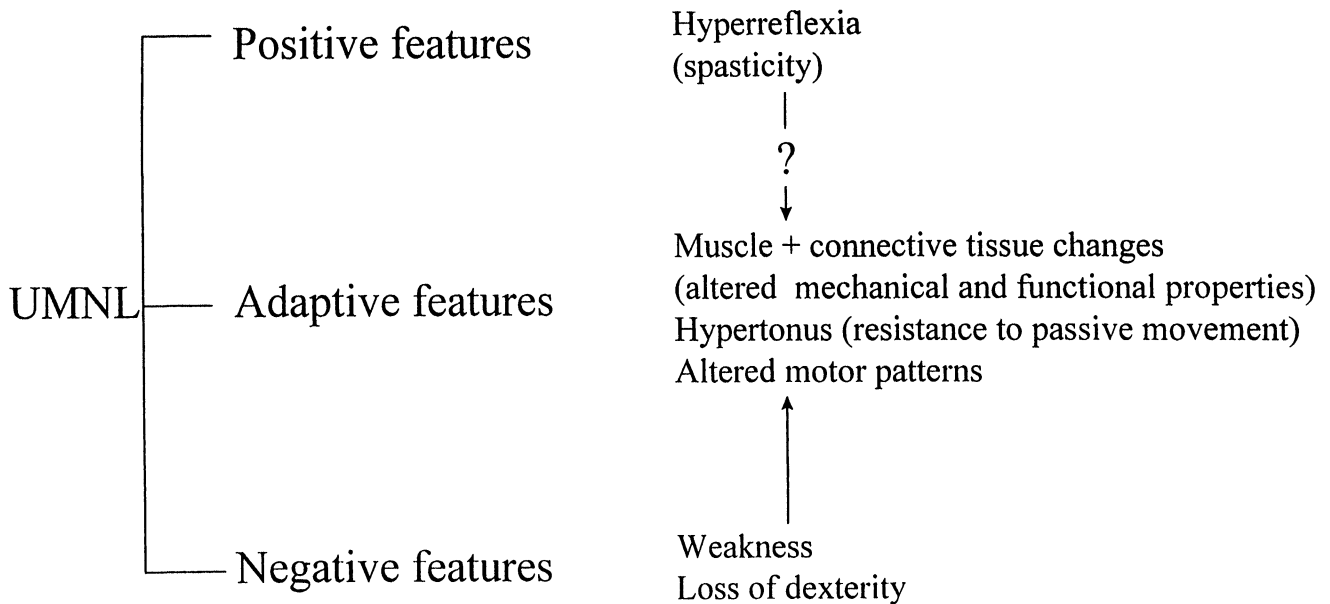 Positive features
Hyperreflexia
(spasticity)
?
UMNL
Adaptive features
Muscle + connective tissue changes
(altered mechanical and functional properties)
Hypertonus (resistance to passive movement)
Altered motor patterns
Negative features
Weakness
Loss of dexterity